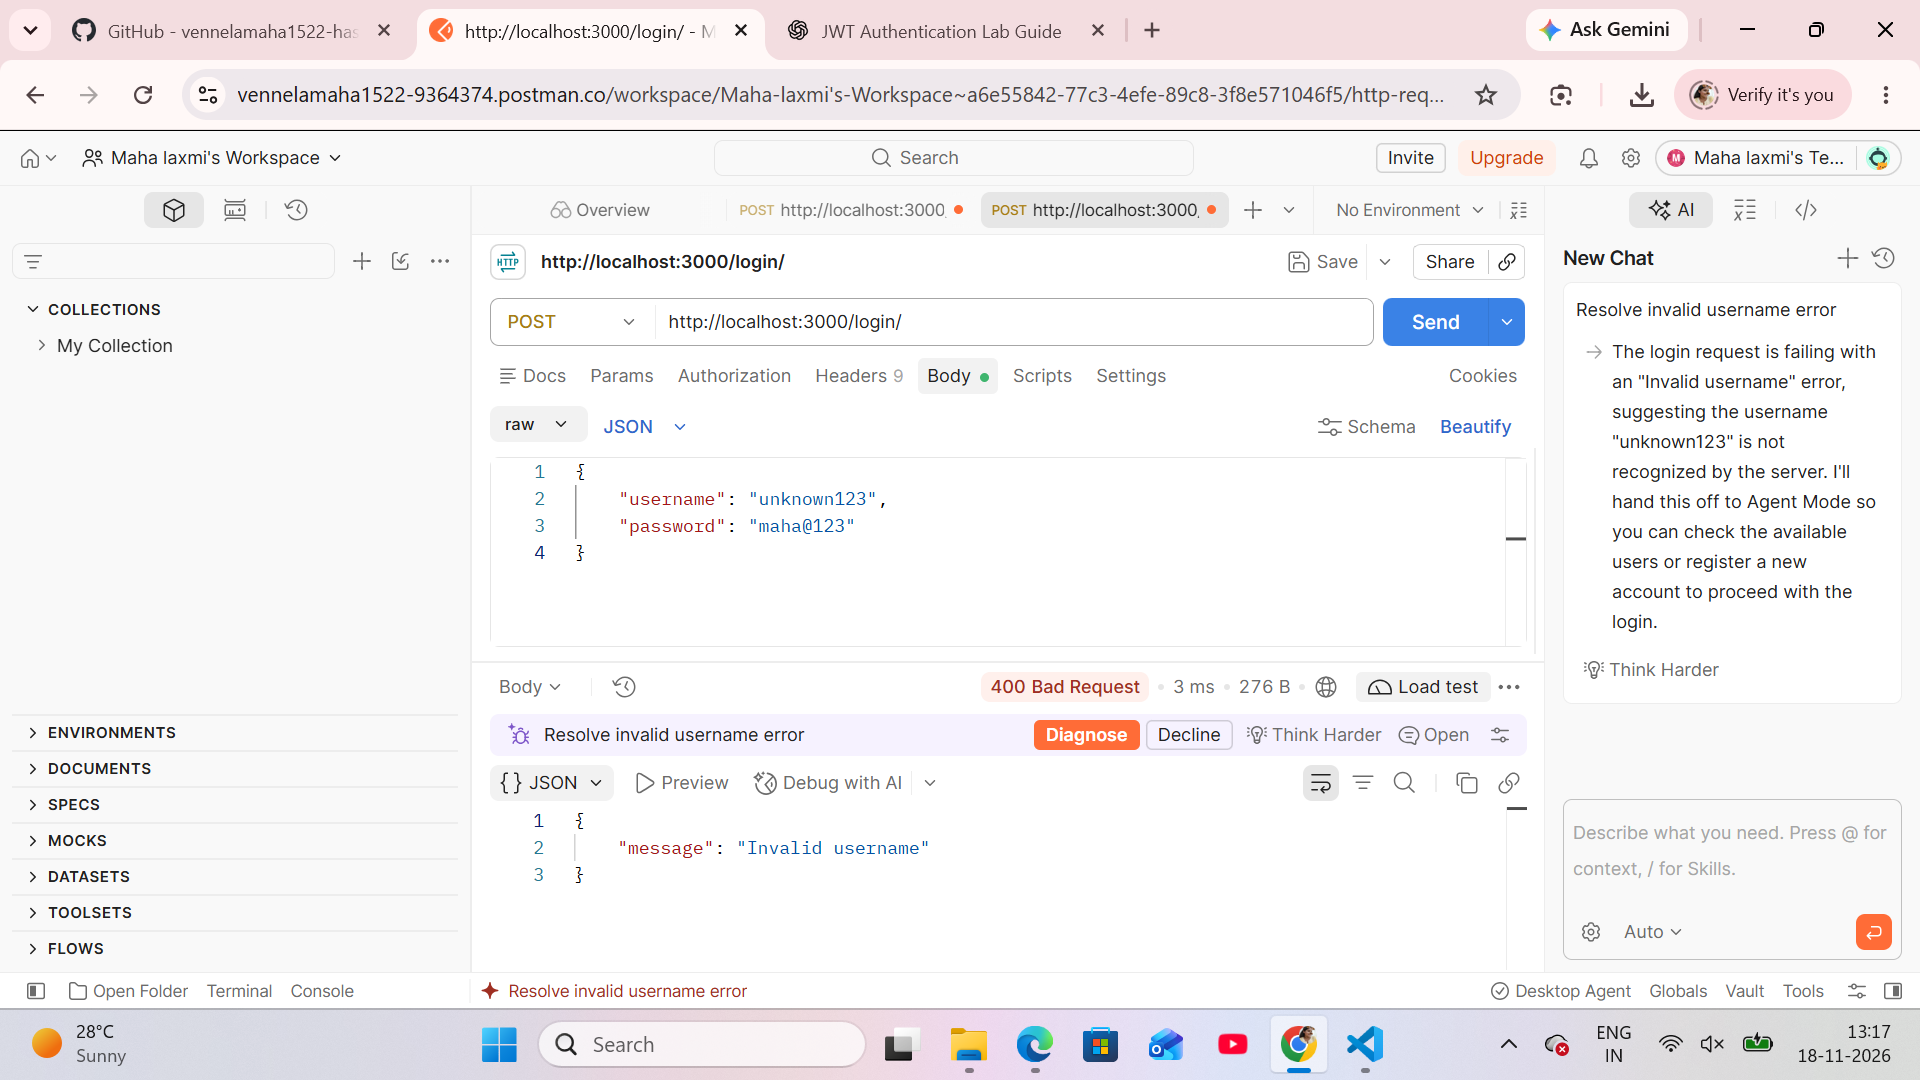 GitHub - vennelamaha1522-has
http://localhost:3000/login/ - M
JWT Authentication Lab Guide
Ask Gemini
vennelamaha1522-9364374.postman.co/workspace/Maha-laxmi's-Workspace~a6e55842-77c3-4efe-89c8-3f8e571046f5/http-req...
Verify it's you
Maha laxmi's Workspace
Search
Invite
Upgrade
M
Maha laxmi's Te...
Overview
POST http://localhost:3000,
POST http://localhost:3000,
No Environment
AI
HTTP
http://localhost:3000/login/
Save
Share
New Chat
COLLECTIONS
My Collection
POST
http://localhost:3000/login/
Send
Docs
Params
Authorization
Headers 9
Body
Scripts
Settings
Cookies
raw
JSON
Schema
Beautify
1 {
2 "username": "unknown123",
3 "password": "maha@123"
4 }
Resolve invalid username error
The login request is failing with
an "Invalid username" error,
suggesting the username
"unknown123" is not
recognized by the server. I'll
hand this off to Agent Mode so
you can check the available
users or register a new
account to proceed with the
login.
Think Harder
Body
400 Bad Request
3 ms
276 B
Load test
Resolve invalid username error
Diagnose
Decline
Think Harder
Open
{} JSON
Preview
Debug with AI
1 {
2 "message": "Invalid username"
3 }
ENVIRONMENTS
DOCUMENTS
SPECS
MOCKS
DATASETS
TOOLSETS
FLOWS
Describe what you need. Press @ for
context, / for Skills.
Auto
Open Folder
Terminal
Console
Resolve invalid username error
Desktop Agent
Globals
Vault
Tools
28°C
Sunny
Search
ENG
IN
13:17
18-11-2026